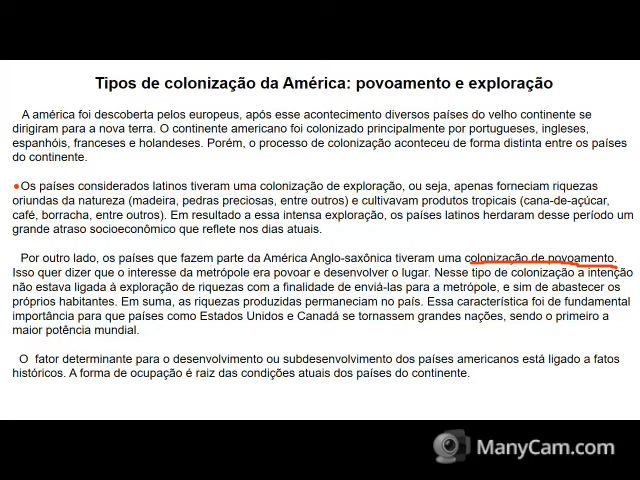 Tipos de colonização da América: povoamento e exploração
A américa foi descoberta pelos europeus, após esse acontecimento diversos países do velho continente se
dirigiram para a nova terra. O continente americano foi colonizado principalmente por portugueses, ingleses,
espanhóis, franceses e holandeses. Porém, o processo de colonização aconteceu de forma distinta entre os países
do continente.
Os países considerados latinos tiveram uma colonização de exploração, ou seja, apenas forneciam riquezas
oriundas da natureza (madeira, pedras preciosas, entre outros) e cultivavam produtos tropicais (cana-de-açúcar,
café, borracha, entre outros). Em resultado a essa intensa exploração, os países latinos herdaram desse período um
grande atraso socioeconômico que reflete nos dias atuais.
Por outro lado, os países que fazem parte da América Anglo-saxônica tiveram uma colonização de povoamento.
Isso quer dizer que o interesse da metrópole era povoar e desenvolver o lugar. Nesse tipo de colonização a intenção
não estava ligada à exploração de riquezas com a finalidade de enviá-las para a metrópole, e sim de abastecer os
próprios habitantes. Em suma, as riquezas produzidas permaneciam no país. Essa característica foi de fundamental
importância para que países como Estados Unidos e Canadá se tornassem grandes nações, sendo o primeiro a
maior potência mundial.
O fator determinante para o desenvolvimento ou subdesenvolvimento dos países americanos está ligado a fatos
históricos. A forma de ocupação é raiz das condições atuais dos países do continente.
ManyCam.com